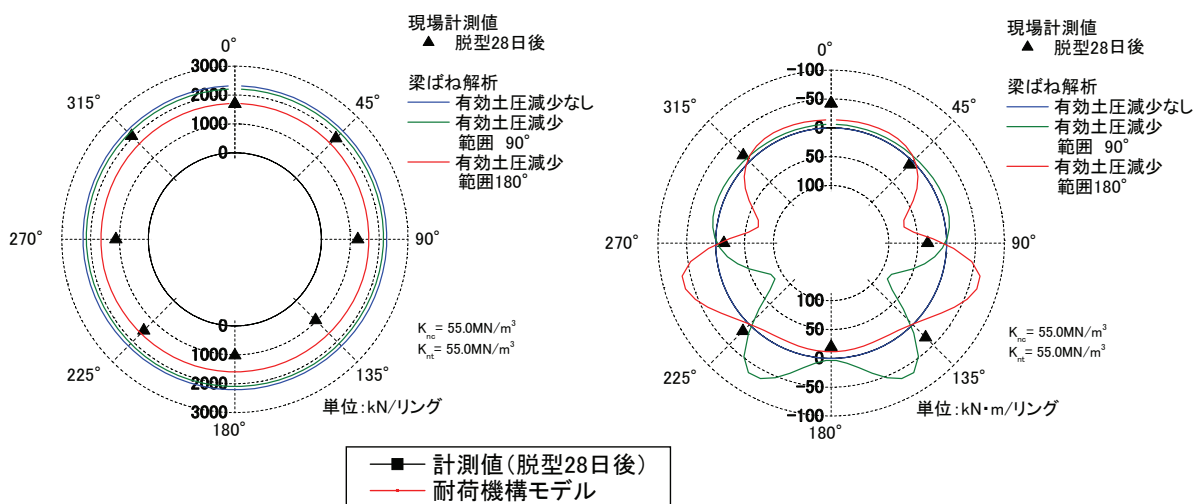 現場計測値
▲ 脱型28日後
梁ばね解析
有効土圧減少なし
有効土圧減少
範囲 90°
有効土圧減少
範囲180°
0°
45°
90°
135°
180°
225°
270°
315°
3000
2000
1000
0
0
1000
2000
3000
Knc= 55.0MN/m³
Knt= 55.0MN/m³
単位:kN/リング
現場計測値
▲ 脱型28日後
梁ばね解析
有効土圧減少なし
有効土圧減少
範囲 90°
有効土圧減少
範囲180°
0°
45°
90°
135°
180°
225°
270°
315°
-100
-50
0
50
100
100
50
0
-50
-100
Knc= 55.0MN/m³
Knt= 55.0MN/m³
単位:kN・m/リング
計測値(脱型28日後)
耐荷機構モデル